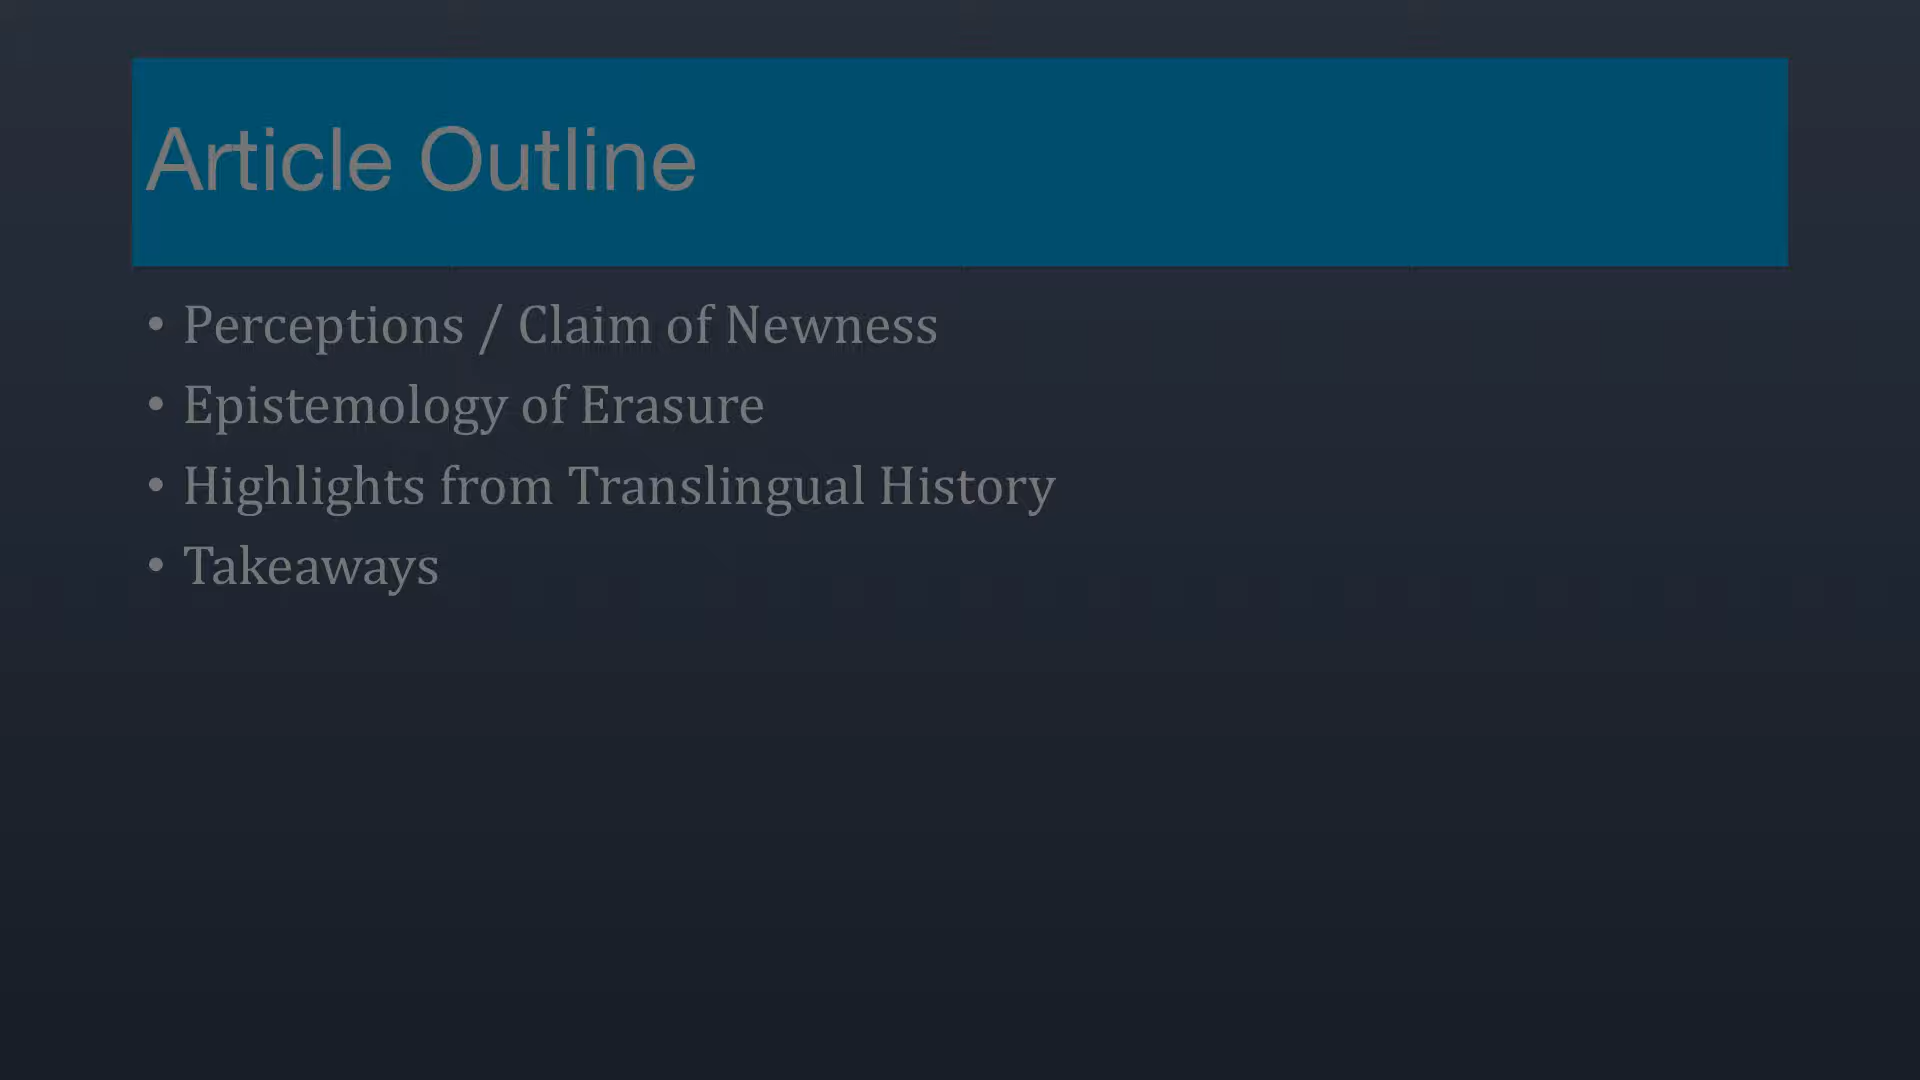 Article Outline
• Perceptions / Claim of Newness
• Epistemology of Erasure
• Highlights from Translingual History
• Takeaways